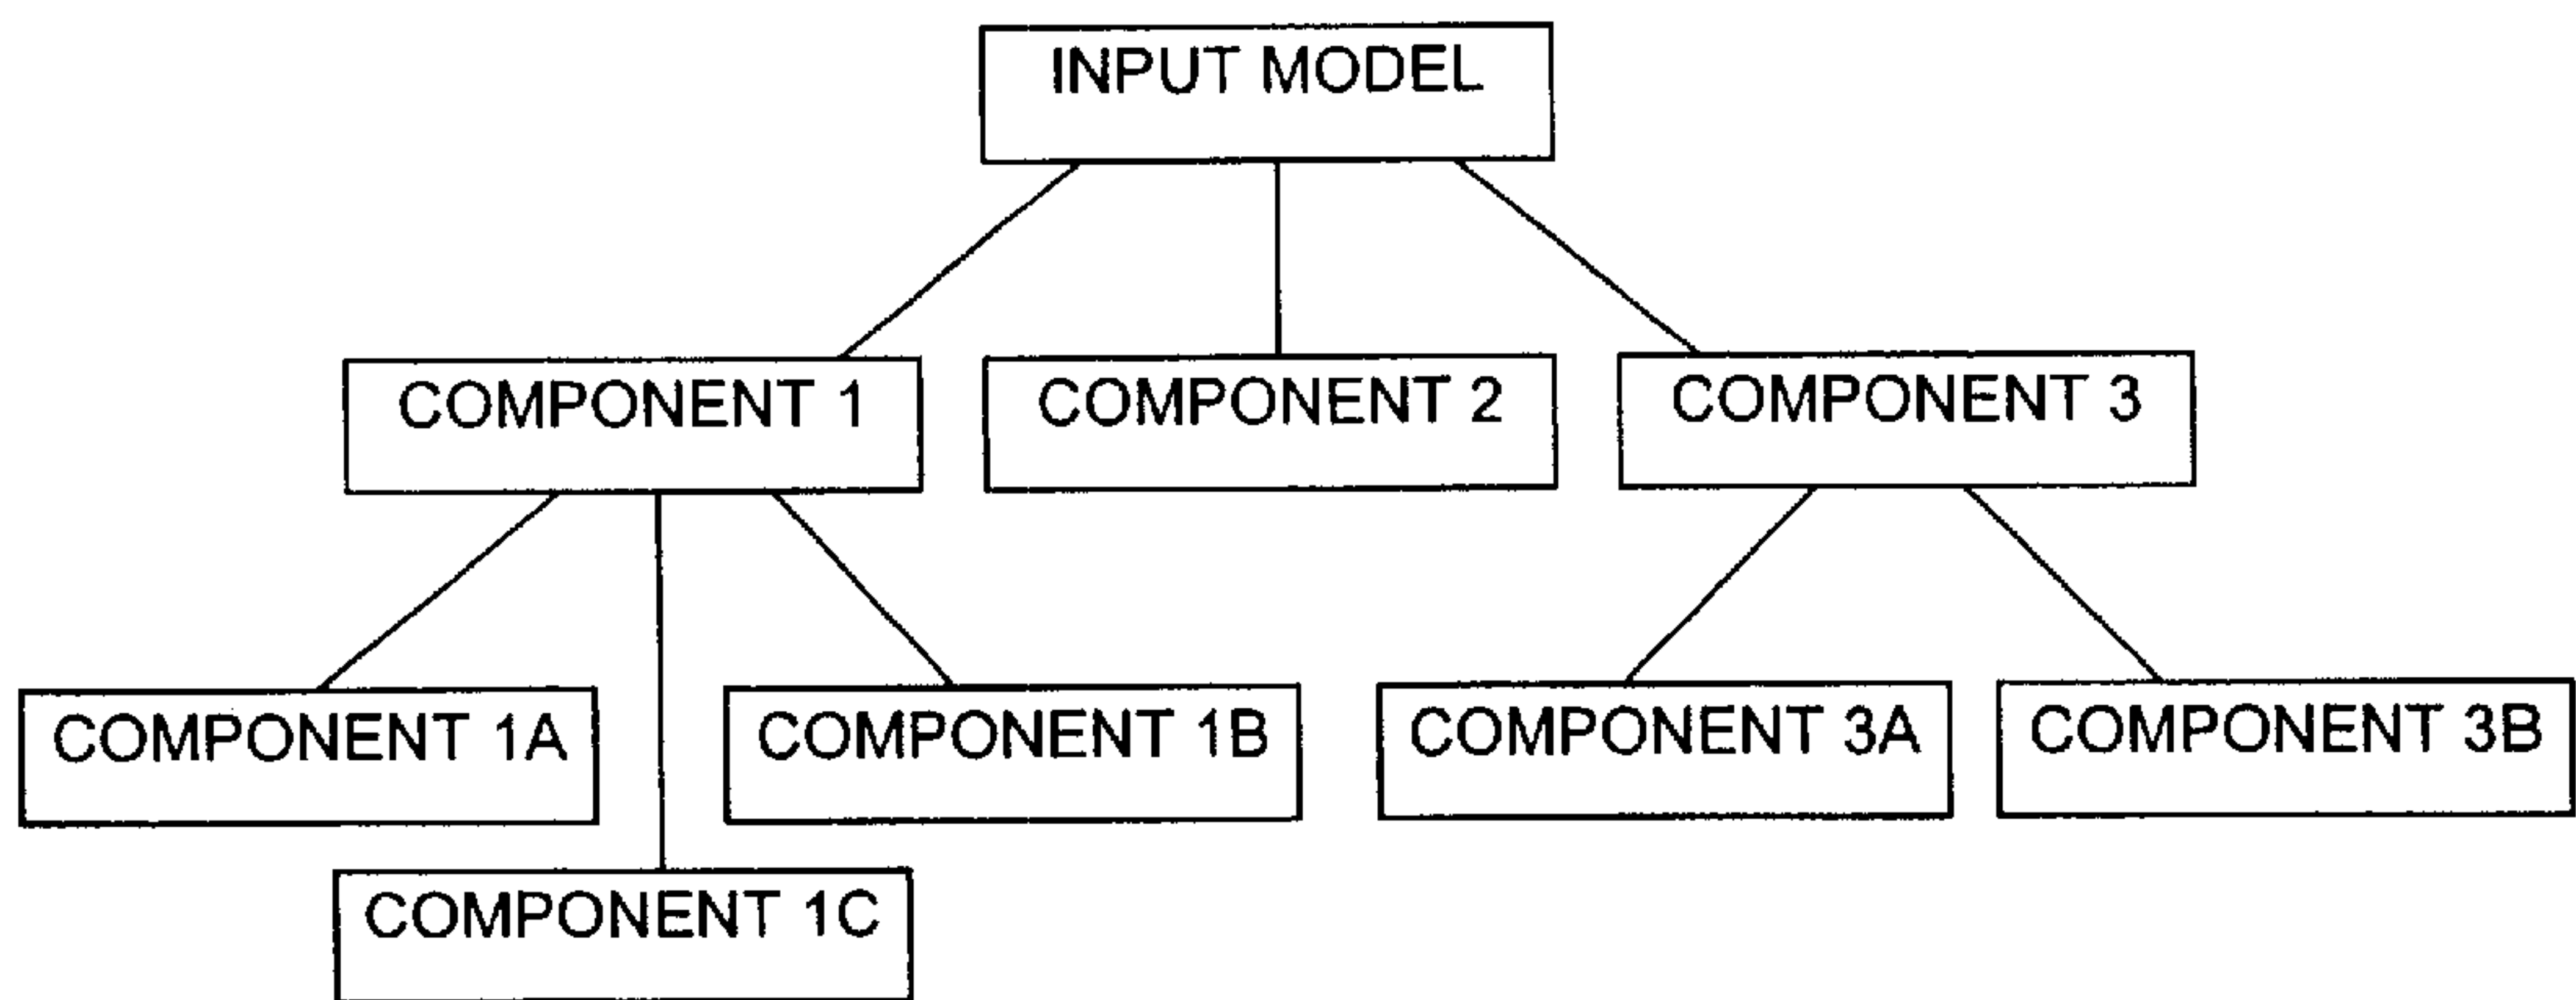 INPUT MODEL
COMPONENT 1
COMPONENT 2
COMPONENT 3
COMPONENT 1A
COMPONENT 1B
COMPONENT 3A
COMPONENT 3B
COMPONENT 1C